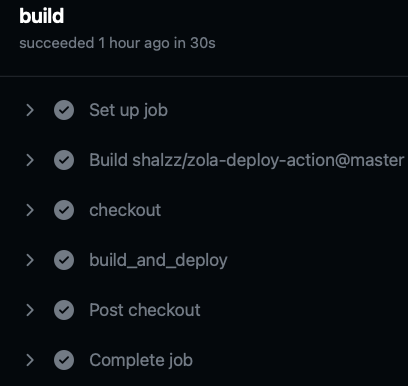 build
succeeded 1 hour ago in 30s
Set up job
Build shalzz/zola-deploy-action@master
checkout
build_and_deploy
Post checkout
Complete job